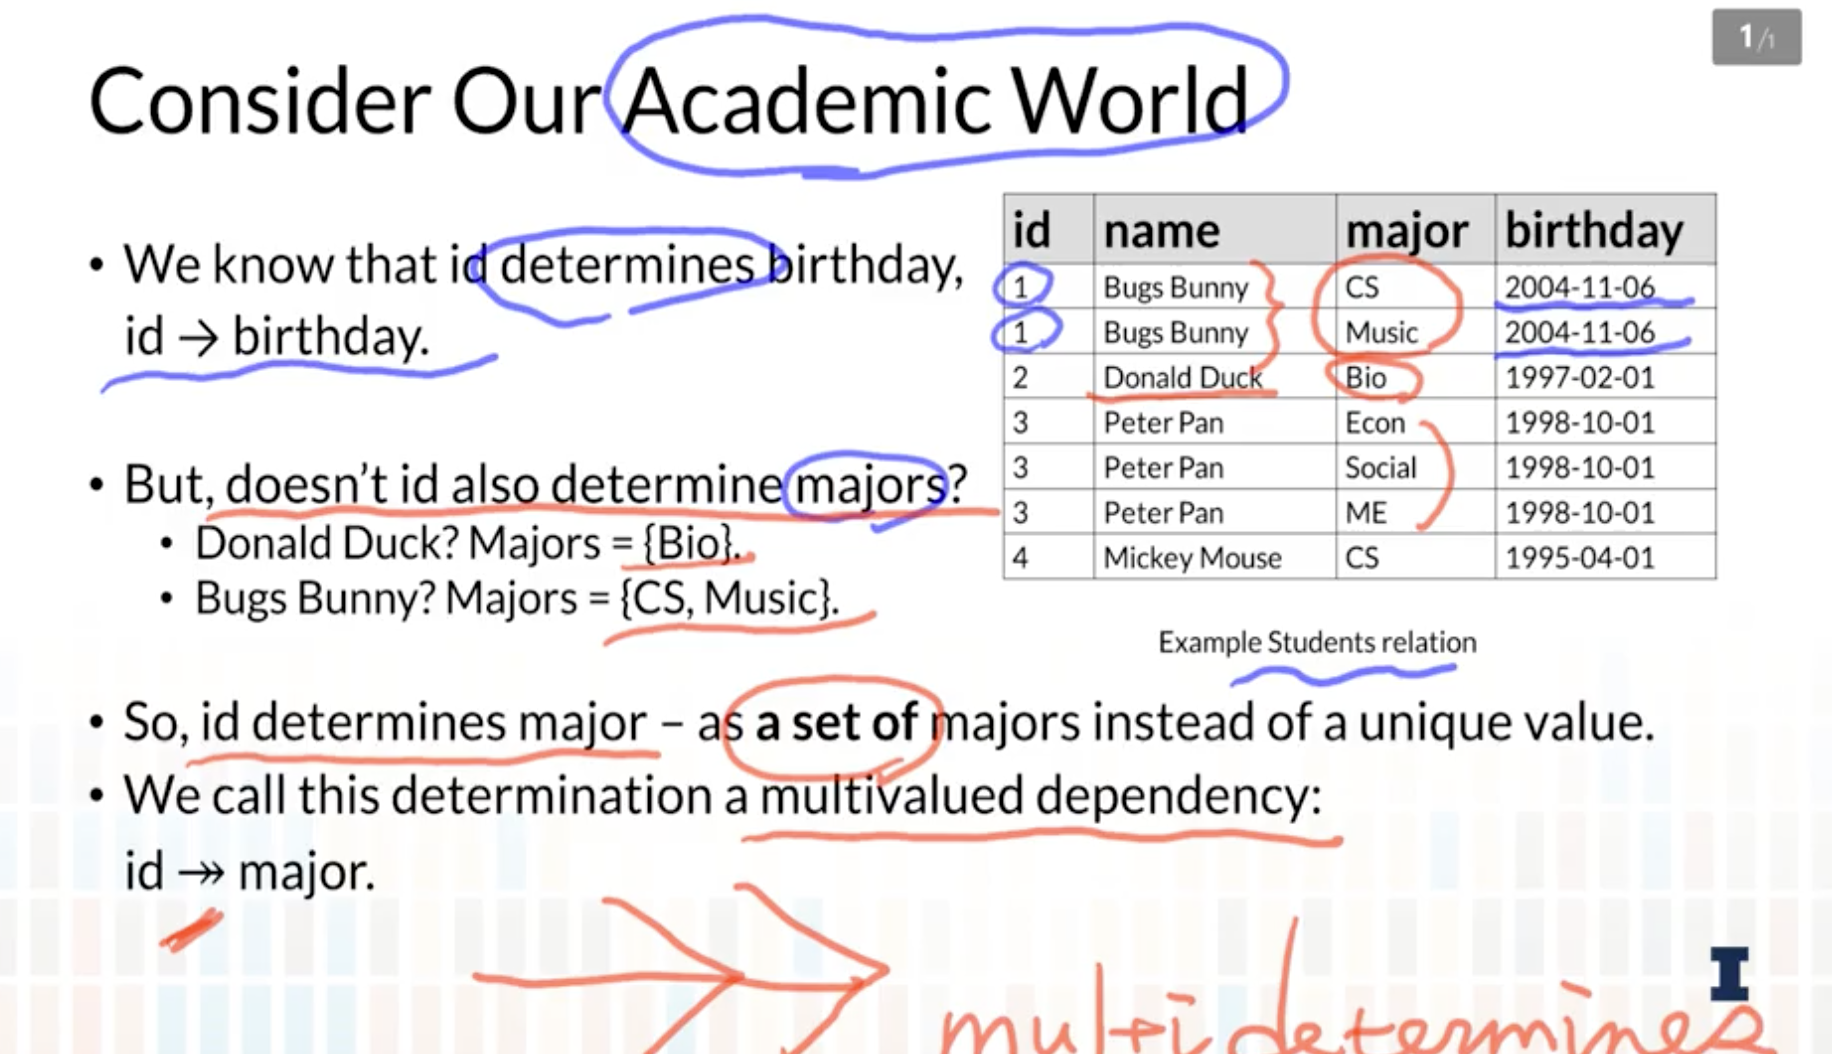 1/1
Consider Our Academic World
• We know that id determines birthday,
id → birthday.
• But, doesn't id also determine majors?
• Donald Duck? Majors = {Bio}.
• Bugs Bunny? Majors = {CS, Music}.
id name major birthday
1 Bugs Bunny CS 2004-11-06
1 Bugs Bunny Music 2004-11-06
2 Donald Duck Bio 1997-02-01
3 Peter Pan Econ 1998-10-01
3 Peter Pan Social 1998-10-01
3 Peter Pan ME 1998-10-01
4 Mickey Mouse CS 1995-04-01
Example Students relation
• So, id determines major – as a set of majors instead of a unique value.
• We call this determination a multivalued dependency:
id ↠ major.
multidetermines
I